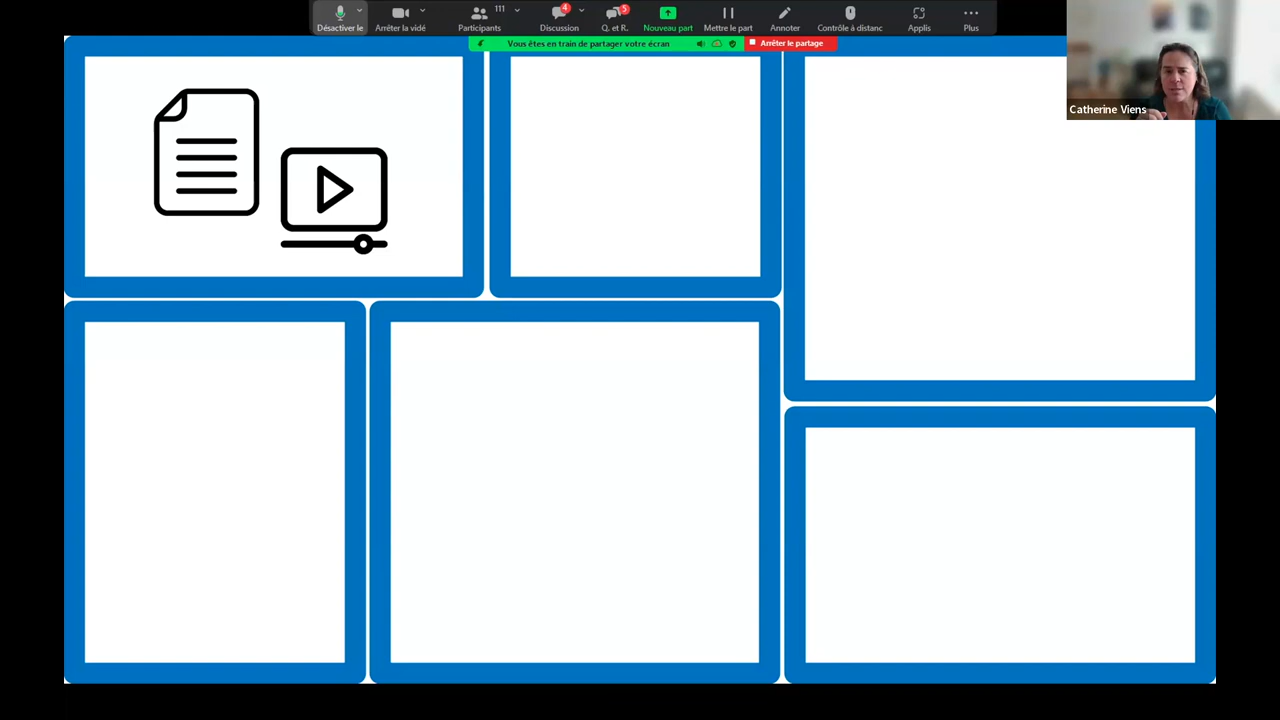 111
4
5
Désactiver le
Arrêter la vidé
Participants
Discussion
Q. et R.
Nouveau part
Mettre le part
Annoter
Contrôle à distanc
Applis
Plus
Vous êtes en train de partager votre écran
Arrêter le partage
Catherine Viens